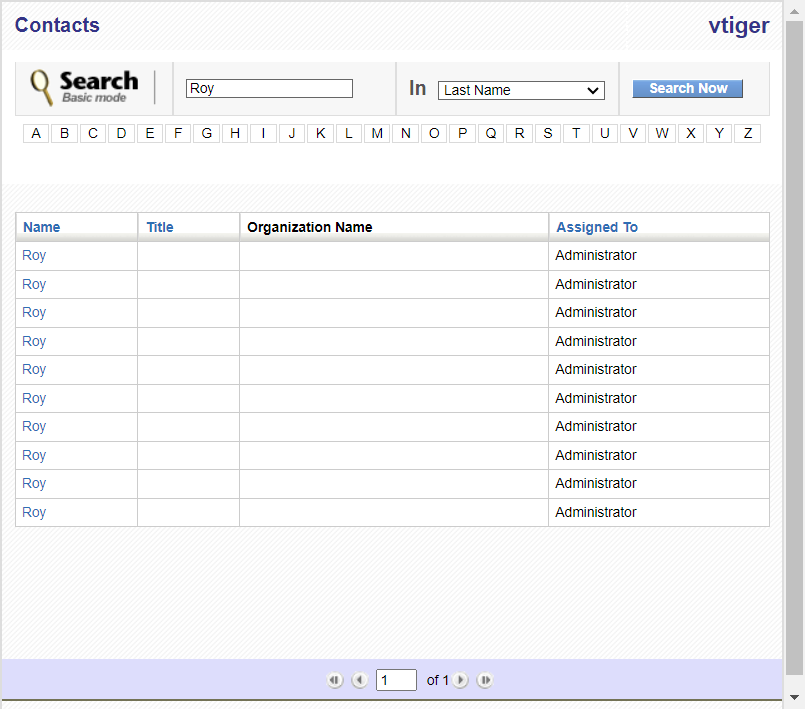 Contacts vtiger
Search
Basic mode
Roy In Last Name Search Now
A B C D E F G H I J K L M N O P Q R S T U V W X Y Z
Name Title Organization Name Assigned To
Roy Administrator
Roy Administrator
Roy Administrator
Roy Administrator
Roy Administrator
Roy Administrator
Roy Administrator
Roy Administrator
Roy Administrator
Roy Administrator
1 of 1